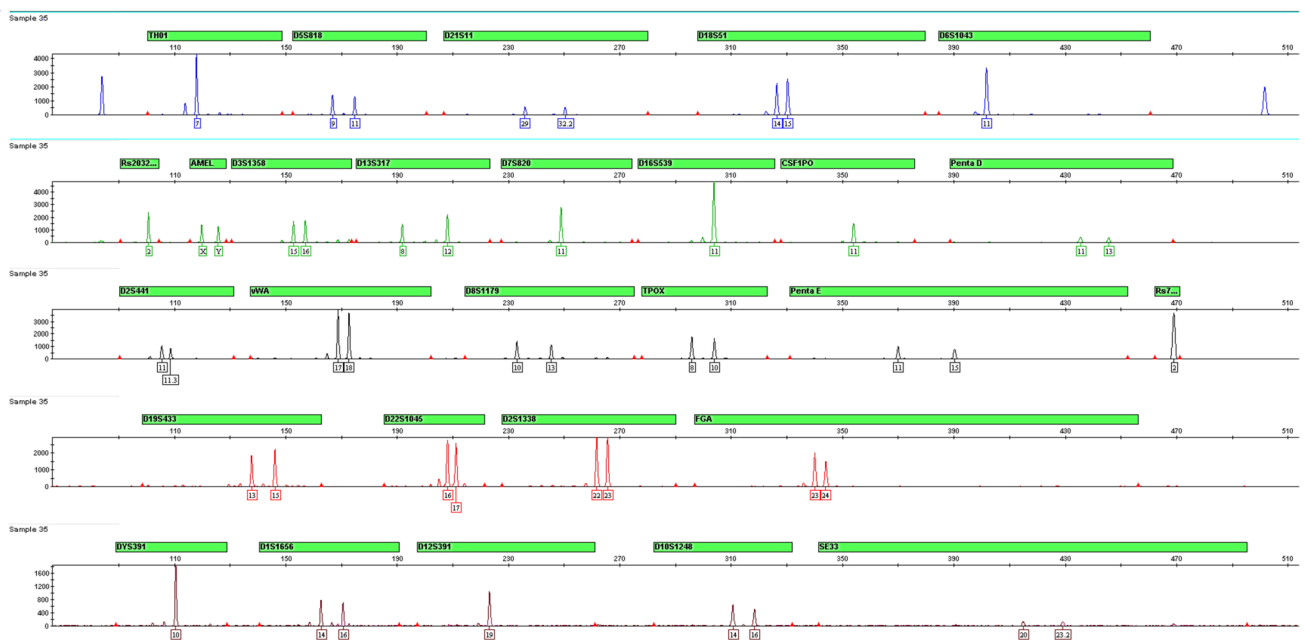 Sample 35
TH01 D5S818 D21S11 D18S51 D6S1043
110 150 190 230 270 310 350 390 430 470 510
4000
3000
2000
1000
0
7 9 11 29 32.2 14 15 11
Sample 35
Rs2032... AMEL D3S1358 D13S317 D7S820 D16S539 CSF1PO Penta D
110 150 190 230 270 310 350 390 430 470 510
4000
3000
2000
1000
0
2 X Y 15 16 8 12 11 11 11 11 13
Sample 35
D2S441 vWA D8S1179 TPOX Penta E Rs7...
110 150 190 230 270 310 350 390 430 470 510
3000
2000
1000
0
11 17 18 10 13 8 10 11 15 2
11.3
Sample 35
D19S433 D22S1045 D2S1338 FGA
110 150 190 230 270 310 350 390 430 470 510
2000
1000
0
13 15 16 22 23 23 24
17
Sample 35
DYS391 D1S1656 D12S391 D10S1248 SE33
110 150 190 230 270 310 350 390 430 470 510
1600
1200
800
400
0
10 14 16 19 14 16 20 23.2